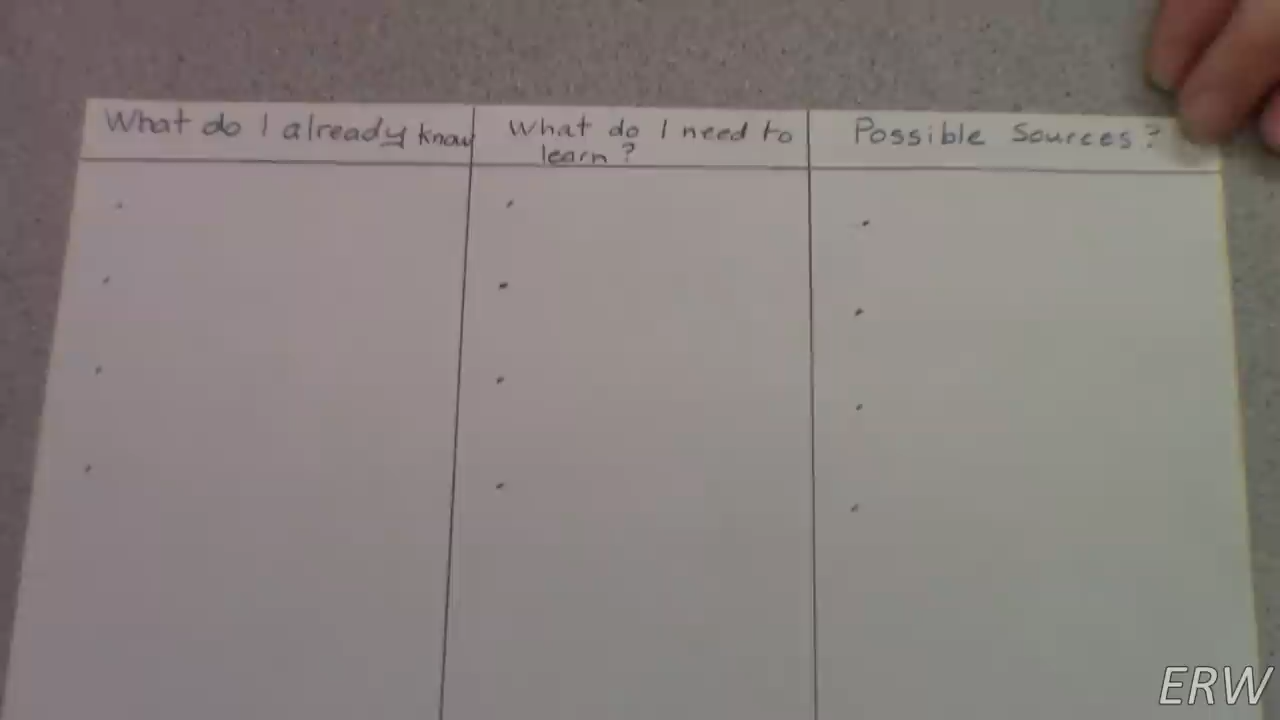 What do I already know
What do I need to
learn?
Possible Sources?
ERW